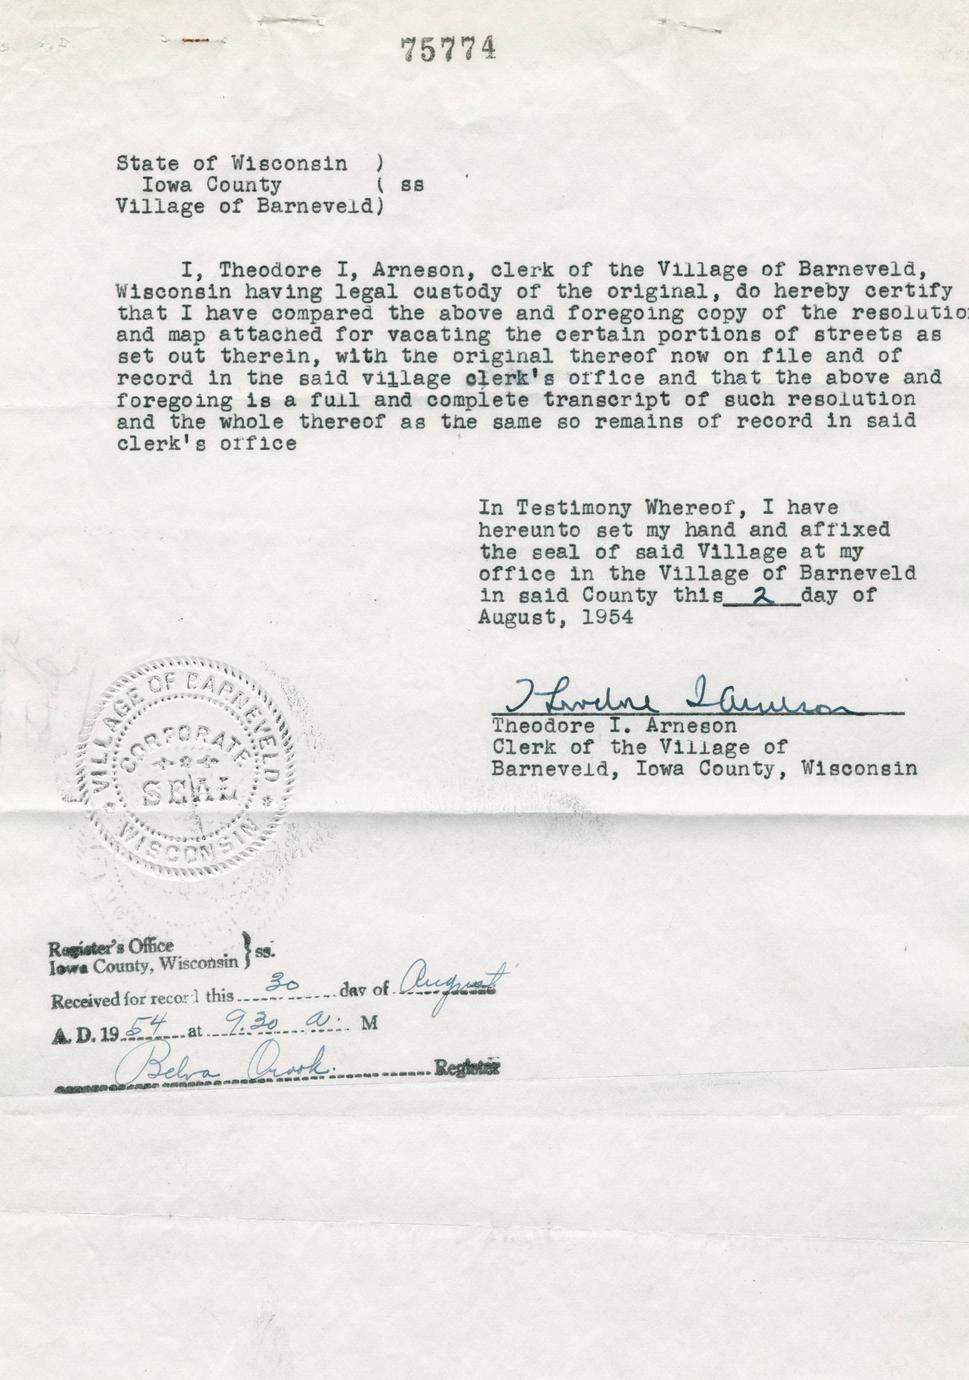 75774
State of Wisconsin )
Iowa County ( ss
Village of Barneveld)
I, Theodore I, Arneson, clerk of the Village of Barneveld,
Wisconsin having legal custody of the original, do hereby certify
that I have compared the above and foregoing copy of the resolutio
and map attached for vacating the certain portions of streets as
set out therein, with the original thereof now on file and of
record in the said village clerk's office and that the above and
foregoing is a full and complete transcript of such resolution
and the whole thereof as the same so remains of record in said
clerk's office
In Testimony Whereof, I have
hereunto set my hand and affixed
the seal of said Village at my
office in the Village of Barneveld
in said County this 2 day of
August, 1954
Theodore I Arneson
Theodore I. Arneson
Clerk of the Village of
Barneveld, Iowa County, Wisconsin
VILLAGE OF BARNEVELD
CORPORATE
SEAL
WISCONSIN
Register's Office
Iowa County, Wisconsin } ss.
Received for record this 30 day of August
A. D. 1954 at 9.30 a. M
Belva Crook. Register